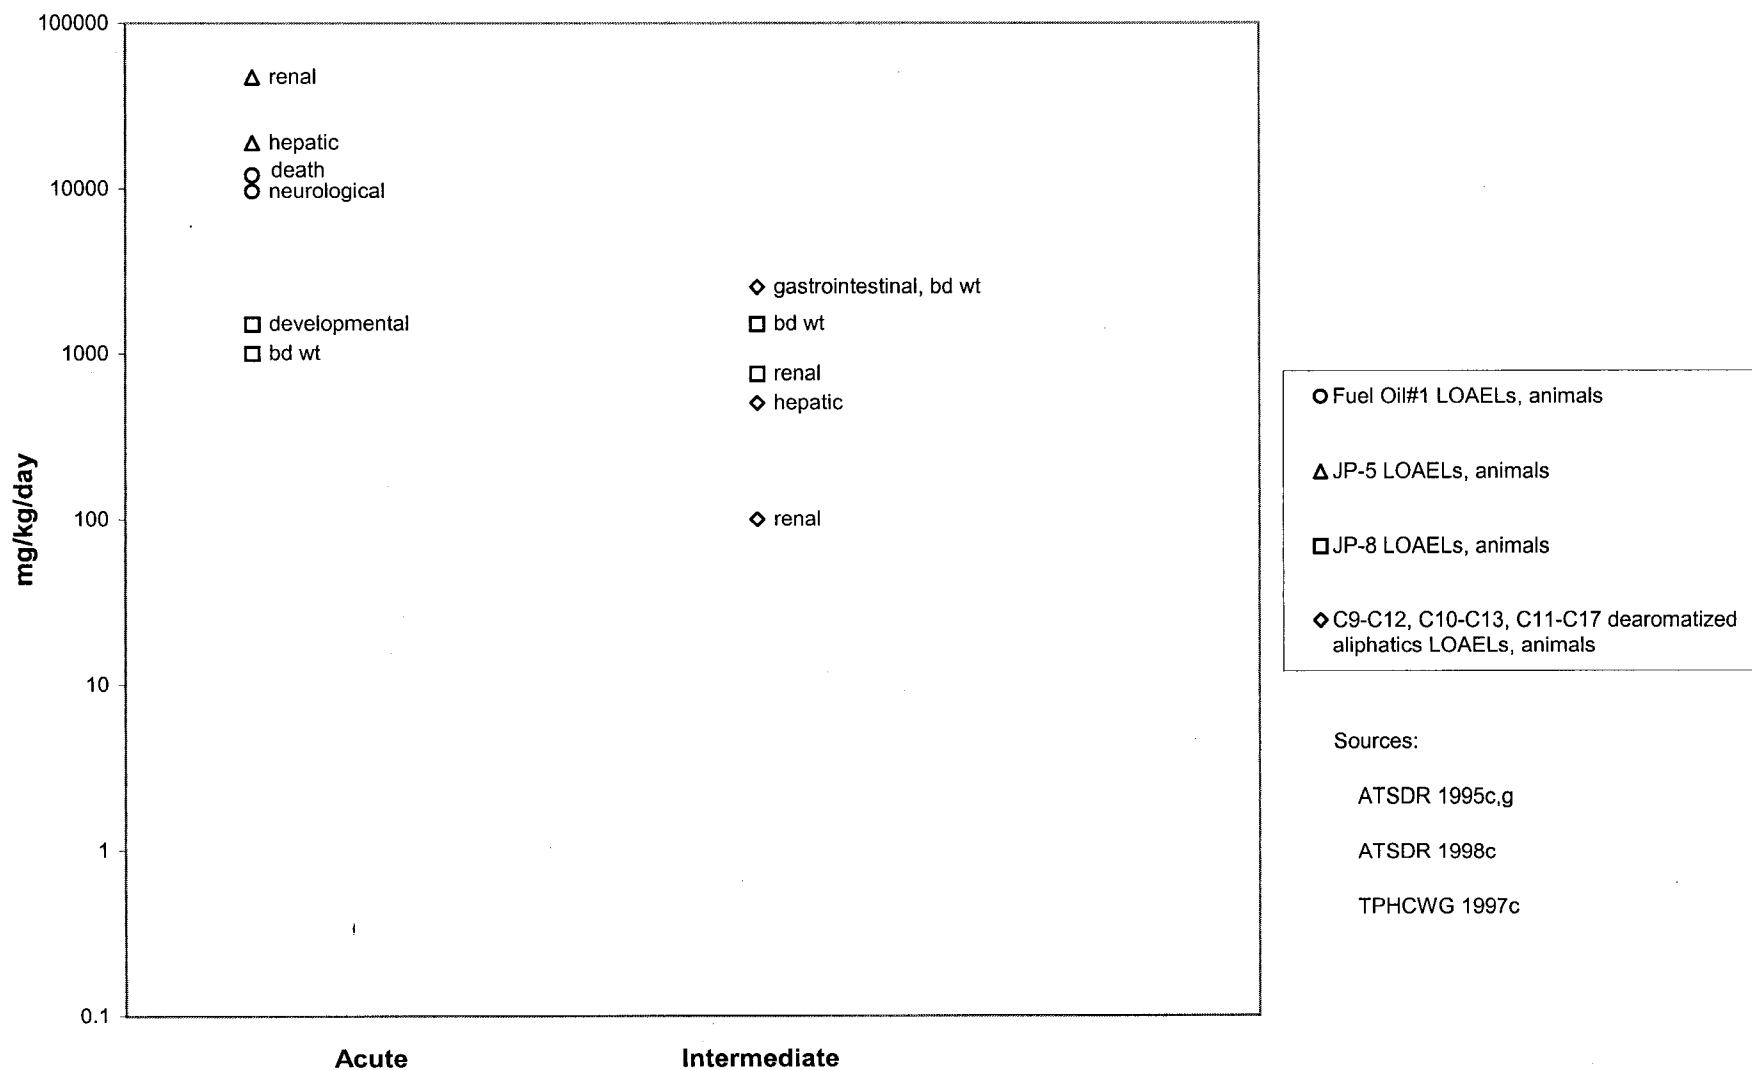 100000
10000
1000
100
10
1
0.1
mg/kg/day
renal
hepatic
death
neurological
developmental
bd wt
gastrointestinal, bd wt
bd wt
renal
hepatic
renal
Acute
Intermediate
Fuel Oil#1 LOAELs, animals
JP-5 LOAELs, animals
JP-8 LOAELs, animals
C9-C12, C10-C13, C11-C17 dearomatized
aliphatics LOAELs, animals
Sources:
ATSDR 1995c,g
ATSDR 1998c
TPHCWG 1997c